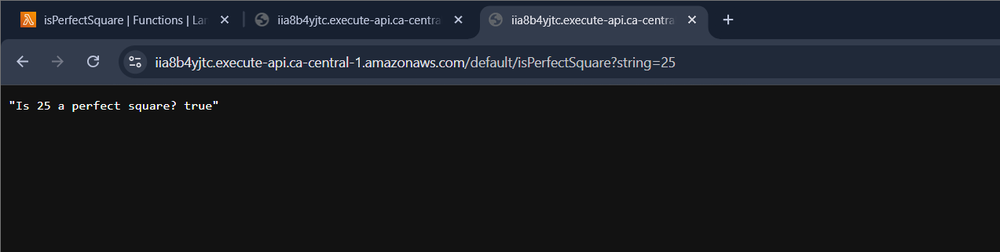 isPerfectSquare | Functions | Lar
iia8b4yjtc.execute-api.ca-centra
iia8b4yjtc.execute-api.ca-centra
iia8b4yjtc.execute-api.ca-central-1.amazonaws.com/default/isPerfectSquare?string=25
"Is 25 a perfect square? true"